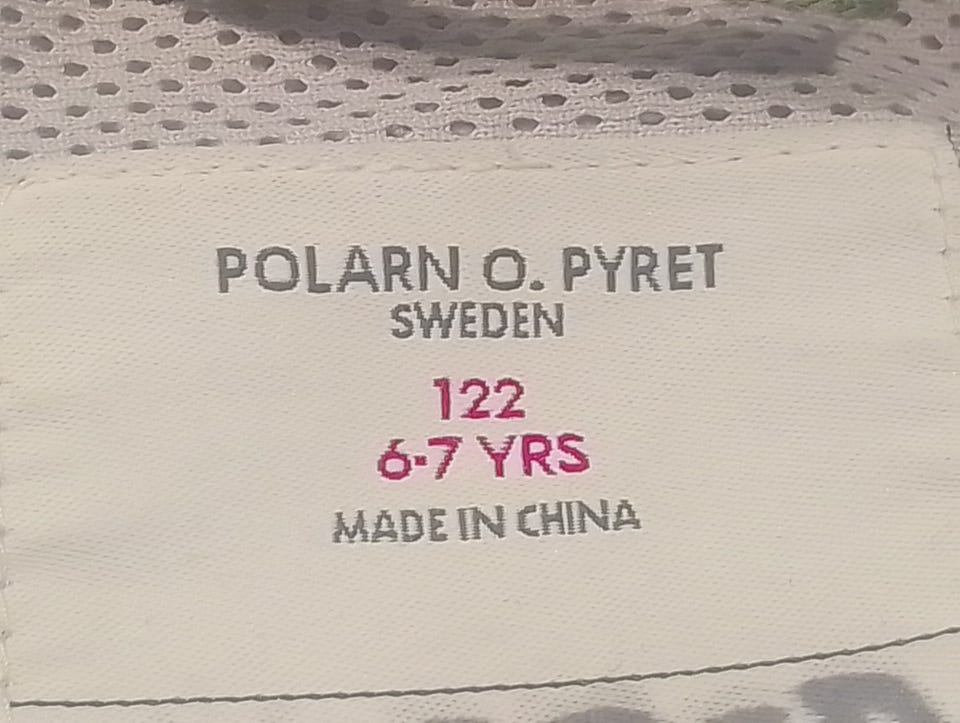 POLARN O. PYRET
SWEDEN
122
6-7 YRS
MADE IN CHINA